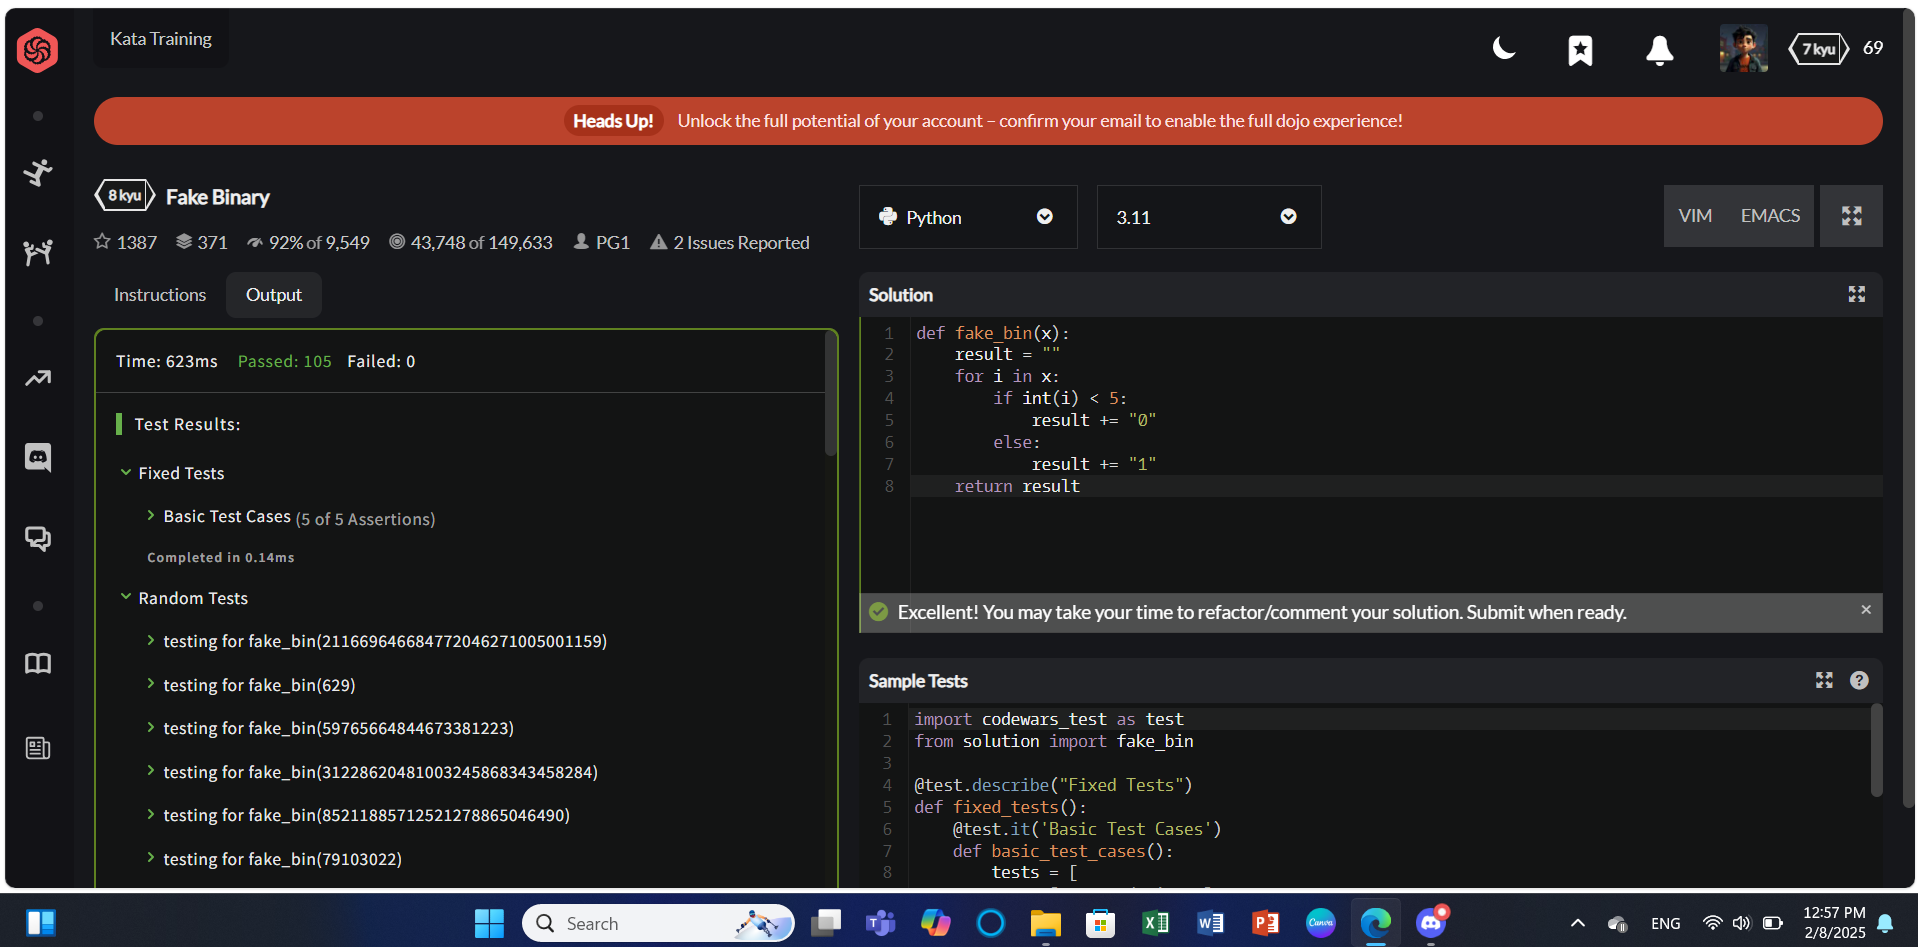 Kata Training
7 kyu 69
Heads Up! Unlock the full potential of your account – confirm your email to enable the full dojo experience!
8 kyu Fake Binary
1387 371 92% of 9,549 43,748 of 149,633 PG1 2 Issues Reported
Instructions Output
Time: 623ms Passed: 105 Failed: 0
Test Results:
Fixed Tests
Basic Test Cases (5 of 5 Assertions)
Completed in 0.14ms
Random Tests
testing for fake_bin(211669646684772046271005001159)
testing for fake_bin(629)
testing for fake_bin(59765664844673381223)
testing for fake_bin(31228620481003245868343458284)
testing for fake_bin(85211885712521278865046490)
testing for fake_bin(79103022)
Python 3.11 VIM EMACS
Solution
1 def fake_bin(x):
2 result = ""
3 for i in x:
4 if int(i) < 5:
5 result += "0"
6 else:
7 result += "1"
8 return result
Excellent! You may take your time to refactor/comment your solution. Submit when ready. ×
Sample Tests ?
1 import codewars_test as test
2 from solution import fake_bin
3
4 @test.describe("Fixed Tests")
5 def fixed_tests():
6 @test.it('Basic Test Cases')
7 def basic_test_cases():
8 tests = [
Search
Canva
ENG
12:57 PM
2/8/2025